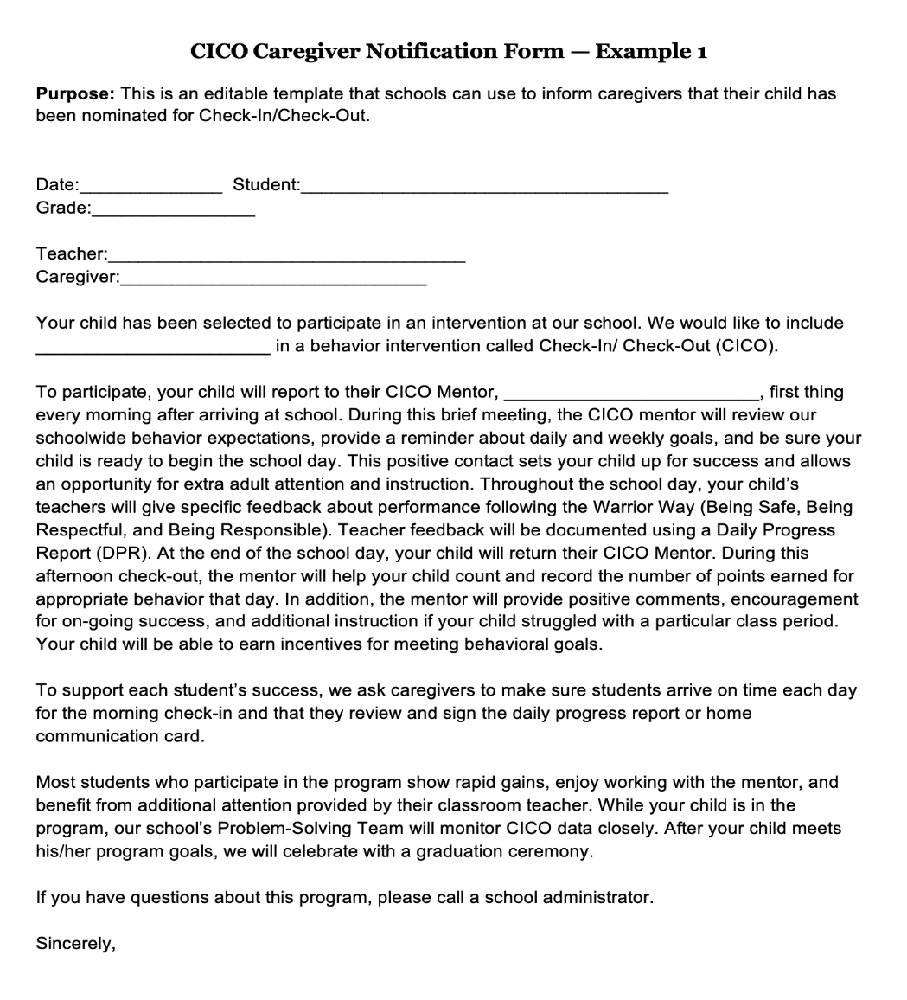 CICO Caregiver Notification Form — Example 1
Purpose: This is an editable template that schools can use to inform caregivers that their child has
been nominated for Check-In/Check-Out.
Date:______________ Student:____________________________________
Grade:________________
Teacher:___________________________________
Caregiver:______________________________
Your child has been selected to participate in an intervention at our school. We would like to include
_______________________ in a behavior intervention called Check-In/ Check-Out (CICO).
To participate, your child will report to their CICO Mentor, _________________________, first thing
every morning after arriving at school. During this brief meeting, the CICO mentor will review our
schoolwide behavior expectations, provide a reminder about daily and weekly goals, and be sure your
child is ready to begin the school day. This positive contact sets your child up for success and allows
an opportunity for extra adult attention and instruction. Throughout the school day, your child’s
teachers will give specific feedback about performance following the Warrior Way (Being Safe, Being
Respectful, and Being Responsible). Teacher feedback will be documented using a Daily Progress
Report (DPR). At the end of the school day, your child will return their CICO Mentor. During this
afternoon check-out, the mentor will help your child count and record the number of points earned for
appropriate behavior that day. In addition, the mentor will provide positive comments, encouragement
for on-going success, and additional instruction if your child struggled with a particular class period.
Your child will be able to earn incentives for meeting behavioral goals.
To support each student’s success, we ask caregivers to make sure students arrive on time each day
for the morning check-in and that they review and sign the daily progress report or home
communication card.
Most students who participate in the program show rapid gains, enjoy working with the mentor, and
benefit from additional attention provided by their classroom teacher. While your child is in the
program, our school’s Problem-Solving Team will monitor CICO data closely. After your child meets
his/her program goals, we will celebrate with a graduation ceremony.
If you have questions about this program, please call a school administrator.
Sincerely,